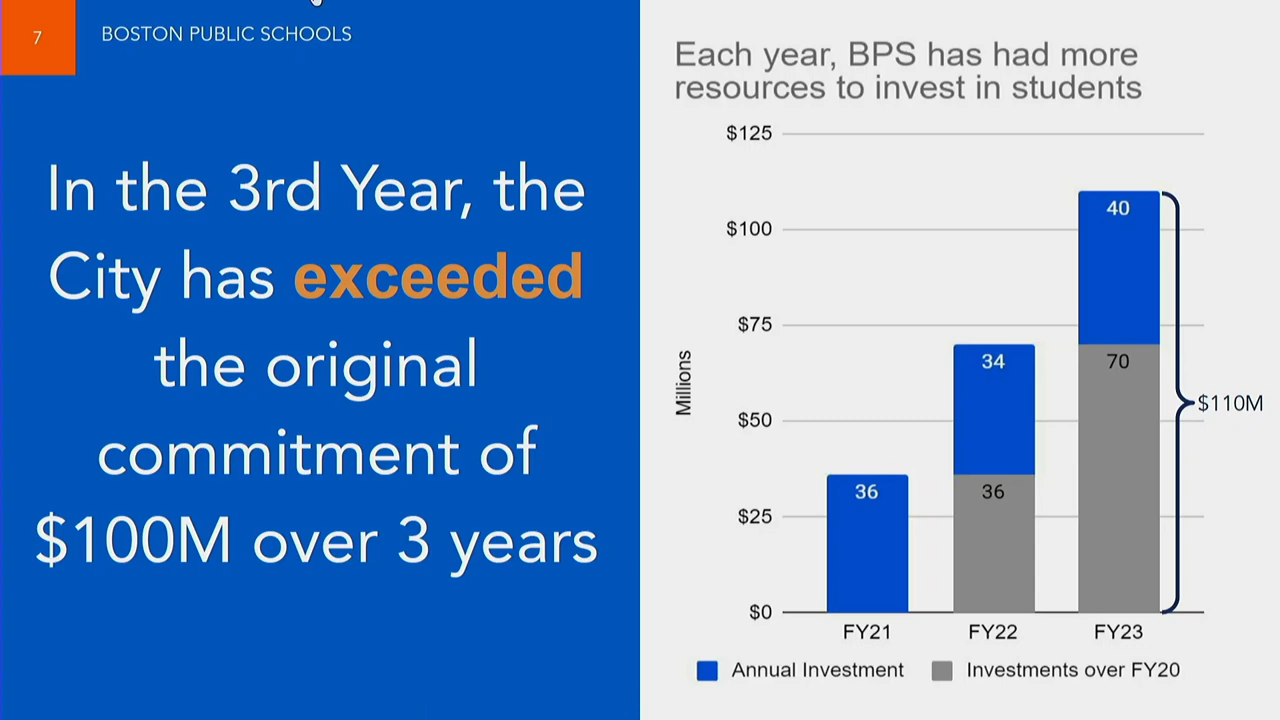 7
BOSTON PUBLIC SCHOOLS
In the 3rd Year, the
City has exceeded
the original
commitment of
$100M over 3 years
Each year, BPS has had more
resources to invest in students
$125
$100
$75
$50
$25
$0
Millions
36
34
36
40
70
$110M
FY21
FY22
FY23
Annual Investment
Investments over FY20